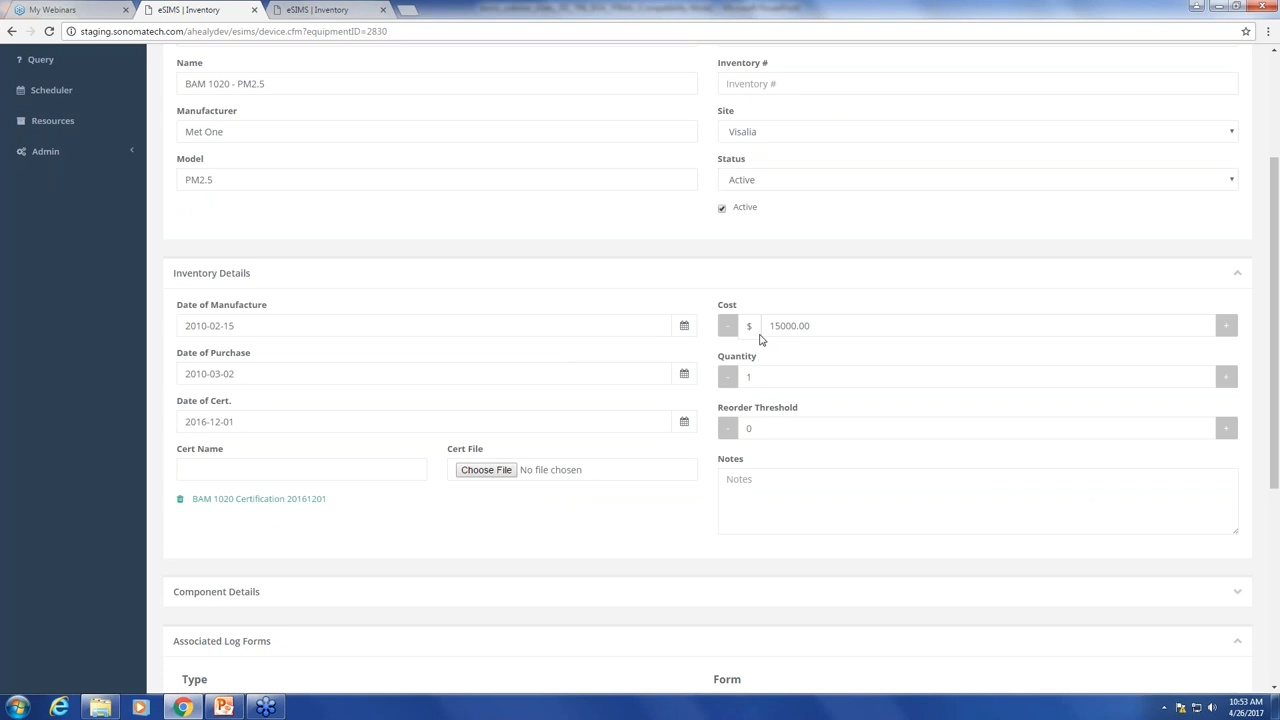 My Webinars
eSIMS | Inventory
eSIMS | Inventory
staging.sonomatech.com/ahealydev/esims/device.cfm?equipmentID=2830
? Query
Scheduler
Resources
Admin
Name
BAM 1020 - PM2.5
Manufacturer
Met One
Model
PM2.5
Inventory #
Inventory #
Site
Visalia
Status
Active
Active
Inventory Details
Date of Manufacture
2010-02-15
Date of Purchase
2010-03-02
Date of Cert.
2016-12-01
Cert Name
Cert File
Choose File No file chosen
BAM 1020 Certification 20161201
Cost
- $ 15000.00 +
Quantity
- 1 +
Reorder Threshold
- 0 +
Notes
Notes
Component Details
Associated Log Forms
Type
Form
10:53 AM
4/26/2017